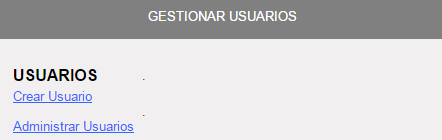 GESTIONAR USUARIOS
USUARIOS .
Crear Usuario
.
Administrar Usuarios